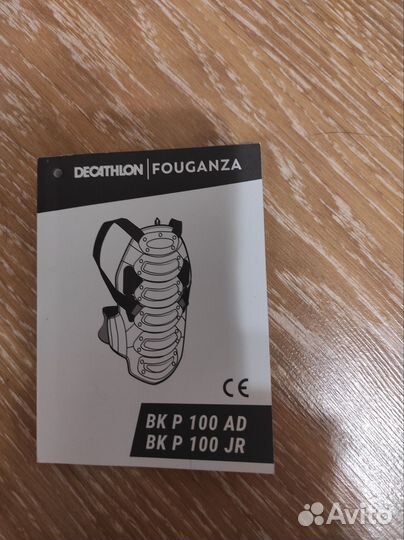 DECATHLON | FOUGANZA
CE
BK P 100 AD
BK P 100 JR
Avito